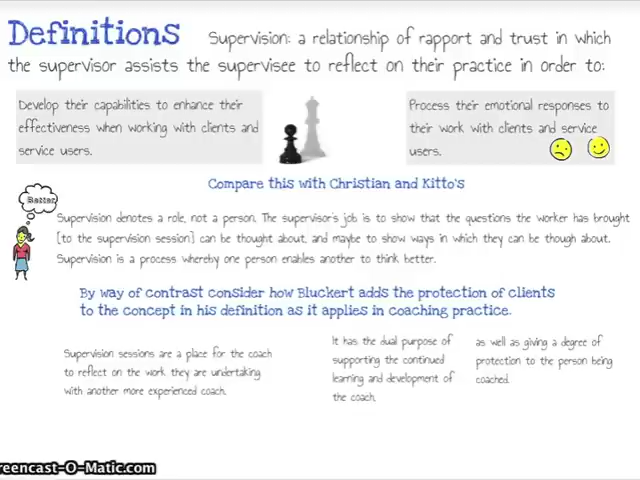 Definitions Supervision: a relationship of rapport and trust in which
the supervisor assists the supervisee to reflect on their practice in order to:
Develop their capabilities to enhance their
effectiveness when working with clients and
service users.
Process their emotional responses to
their work with clients and service
users.
Compare this with Christian and Kitto's
Better
Supervision denotes a role, not a person. The supervisor's job is to show that the questions the worker has brought
[to the supervision session] can be thought about, and maybe to show ways in which they can be though about.
Supervision is a process whereby one person enables another to think better.
By way of contrast consider how Bluckert adds the protection of clients
to the concept in his definition as it applies in coaching practice.
Supervision sessions are a place for the coach
to reflect on the work they are undertaking
with another more experienced coach.
It has the dual purpose of
supporting the continued
learning and development of
the coach.
as well as giving a degree of
protection to the person being
coached.
reencast-O-Matic.com